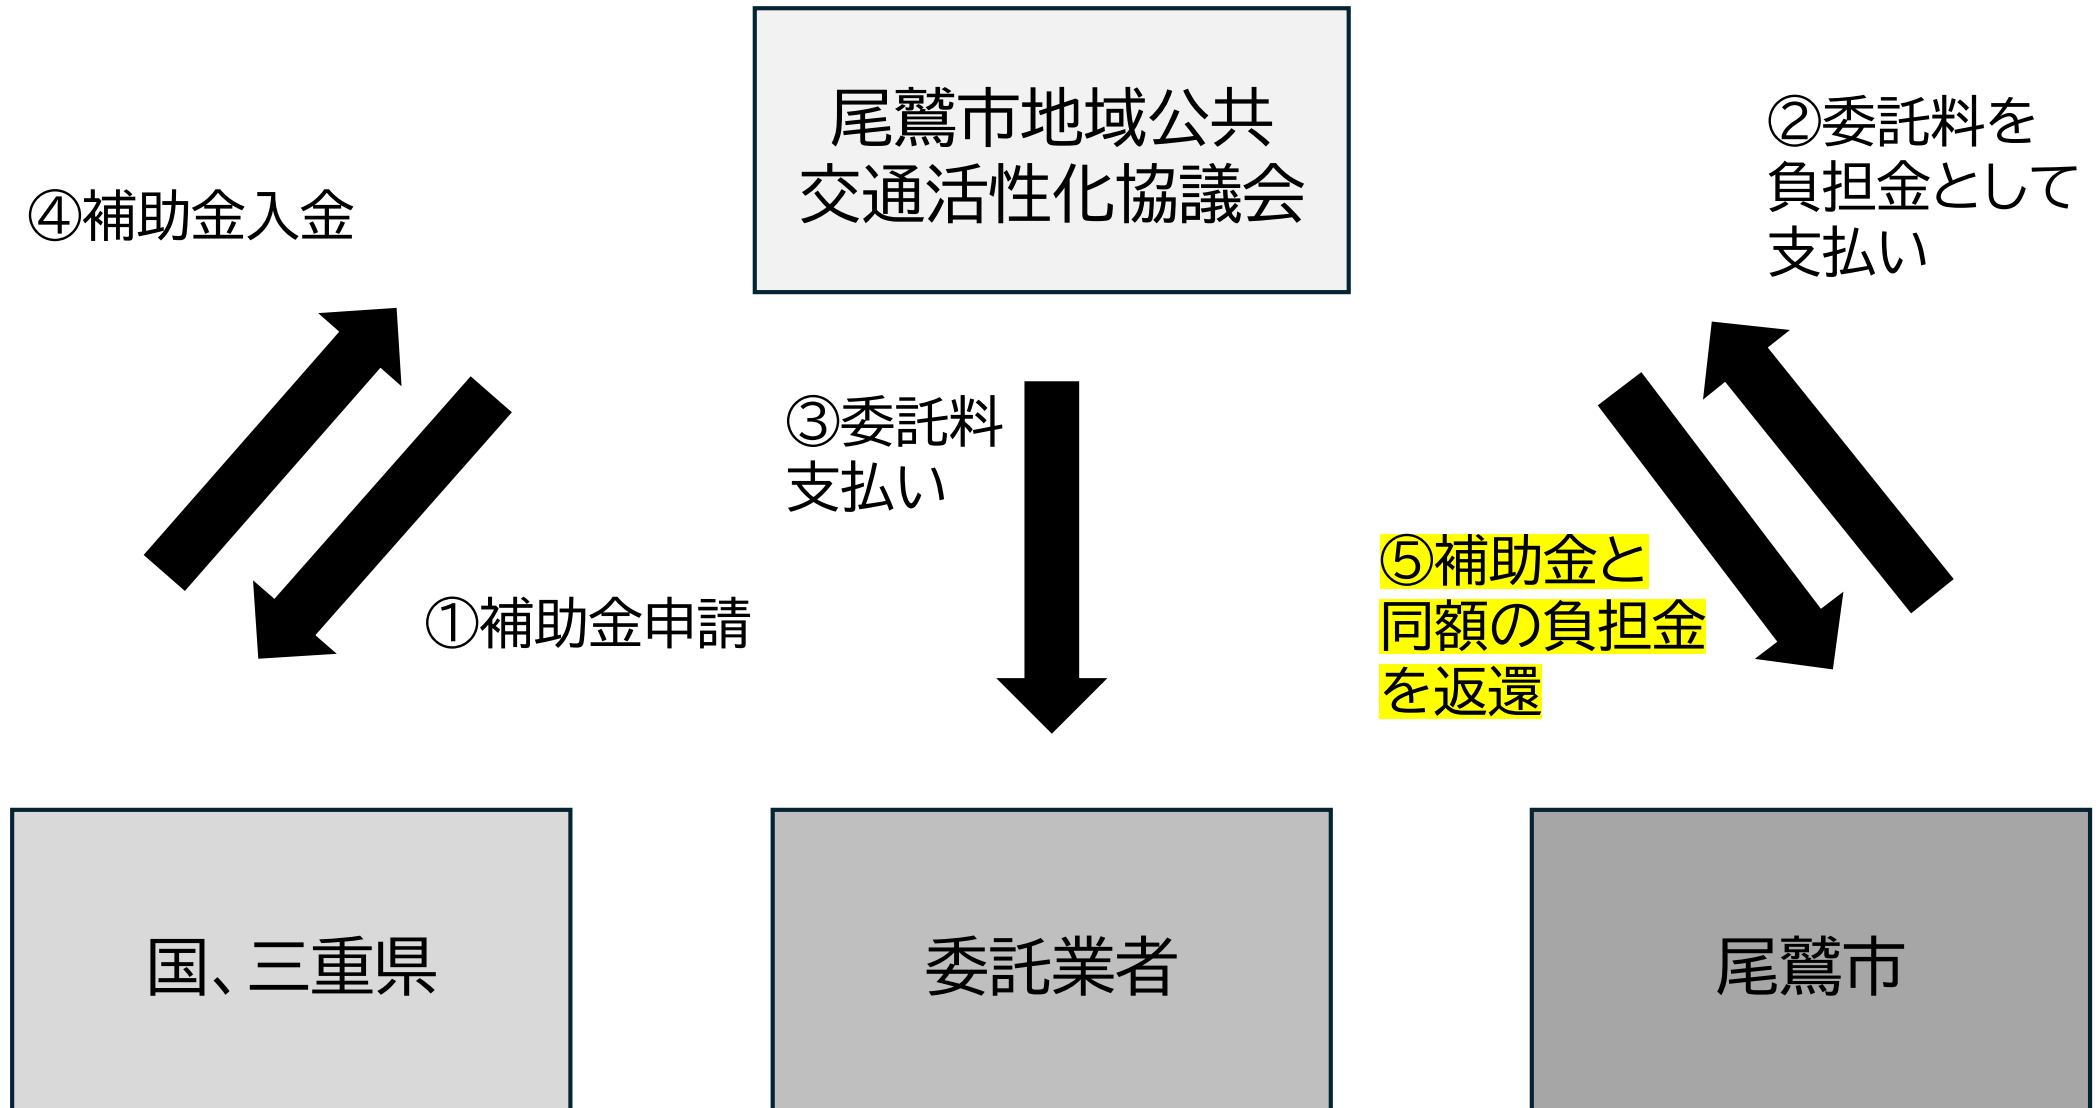 尾鷲市地域公共
交通活性化協議会
②委託料を
負担金として
支払い
④補助金入金
③委託料
支払い
①補助金申請
⑤補助金と
同額の負担金
を返還
国、三重県
委託業者
尾鷲市